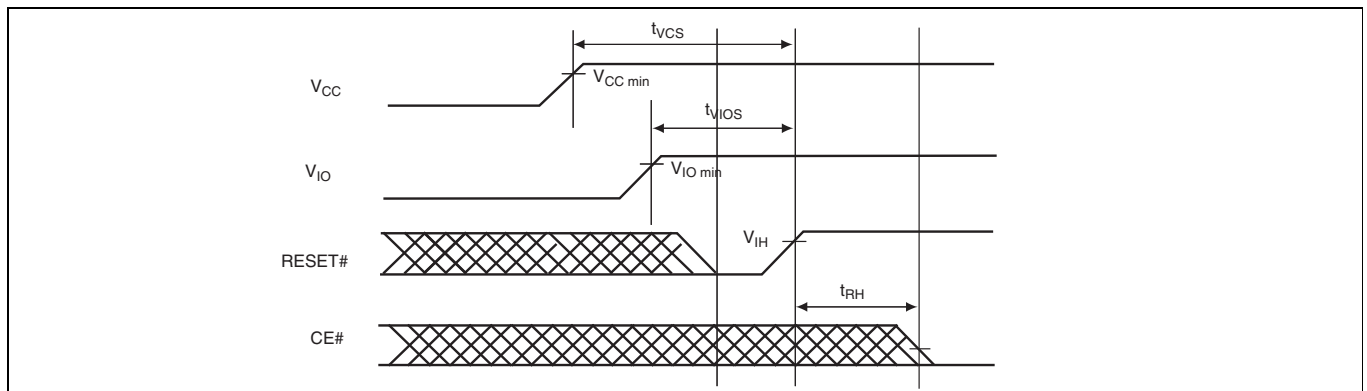 tVCS
VCC
VCC min
tVIOS
VIO
VIO min
RESET#
VIH
tRH
CE#